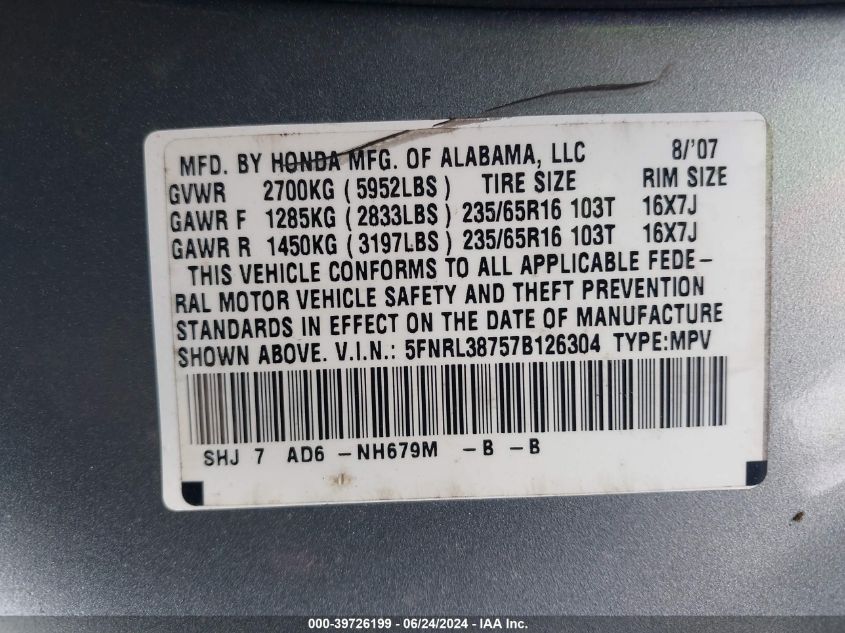 MFD. BY HONDA MFG. OF ALABAMA, LLC 8/'07
GVWR 2700KG (5952LBS) TIRE SIZE RIM SIZE
GAWR F 1285KG (2833LBS) 235/65R16 103T 16X7J
GAWR R 1450KG (3197LBS) 235/65R16 103T 16X7J
THIS VEHICLE CONFORMS TO ALL APPLICABLE FEDE-
RAL MOTOR VEHICLE SAFETY AND THEFT PREVENTION
STANDARDS IN EFFECT ON THE DATE OF MANUFACTURE
SHOWN ABOVE. V.I.N.: 5FNRL38757B126304 TYPE:MPV
SHJ 7 AD6 -NH679M -B -B
000-39726199 - 06/24/2024 - IAA Inc.